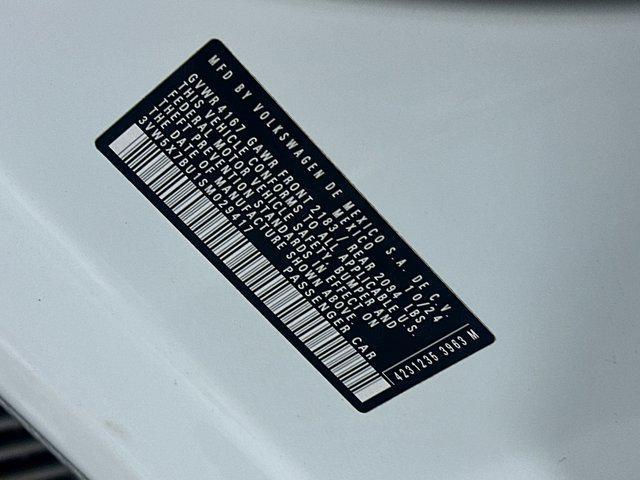 MFD BY VOLKSWAGEN DE MEXICO S.A. DE C.V.
MEXICO 10/24
GVWR 4167 GAWR FRONT 2183 / REAR 2094 LBS
THIS VEHICLE CONFORMS TO ALL APPLICABLE U.S.
FEDERAL MOTOR VEHICLE SAFETY, BUMPER AND
THEFT PREVENTION STANDARDS IN EFFECT ON
THE DATE OF MANUFACTURE SHOWN ABOVE.
3VW5X7BU1SM029417 PASSENGER CAR
4231235 3963 M